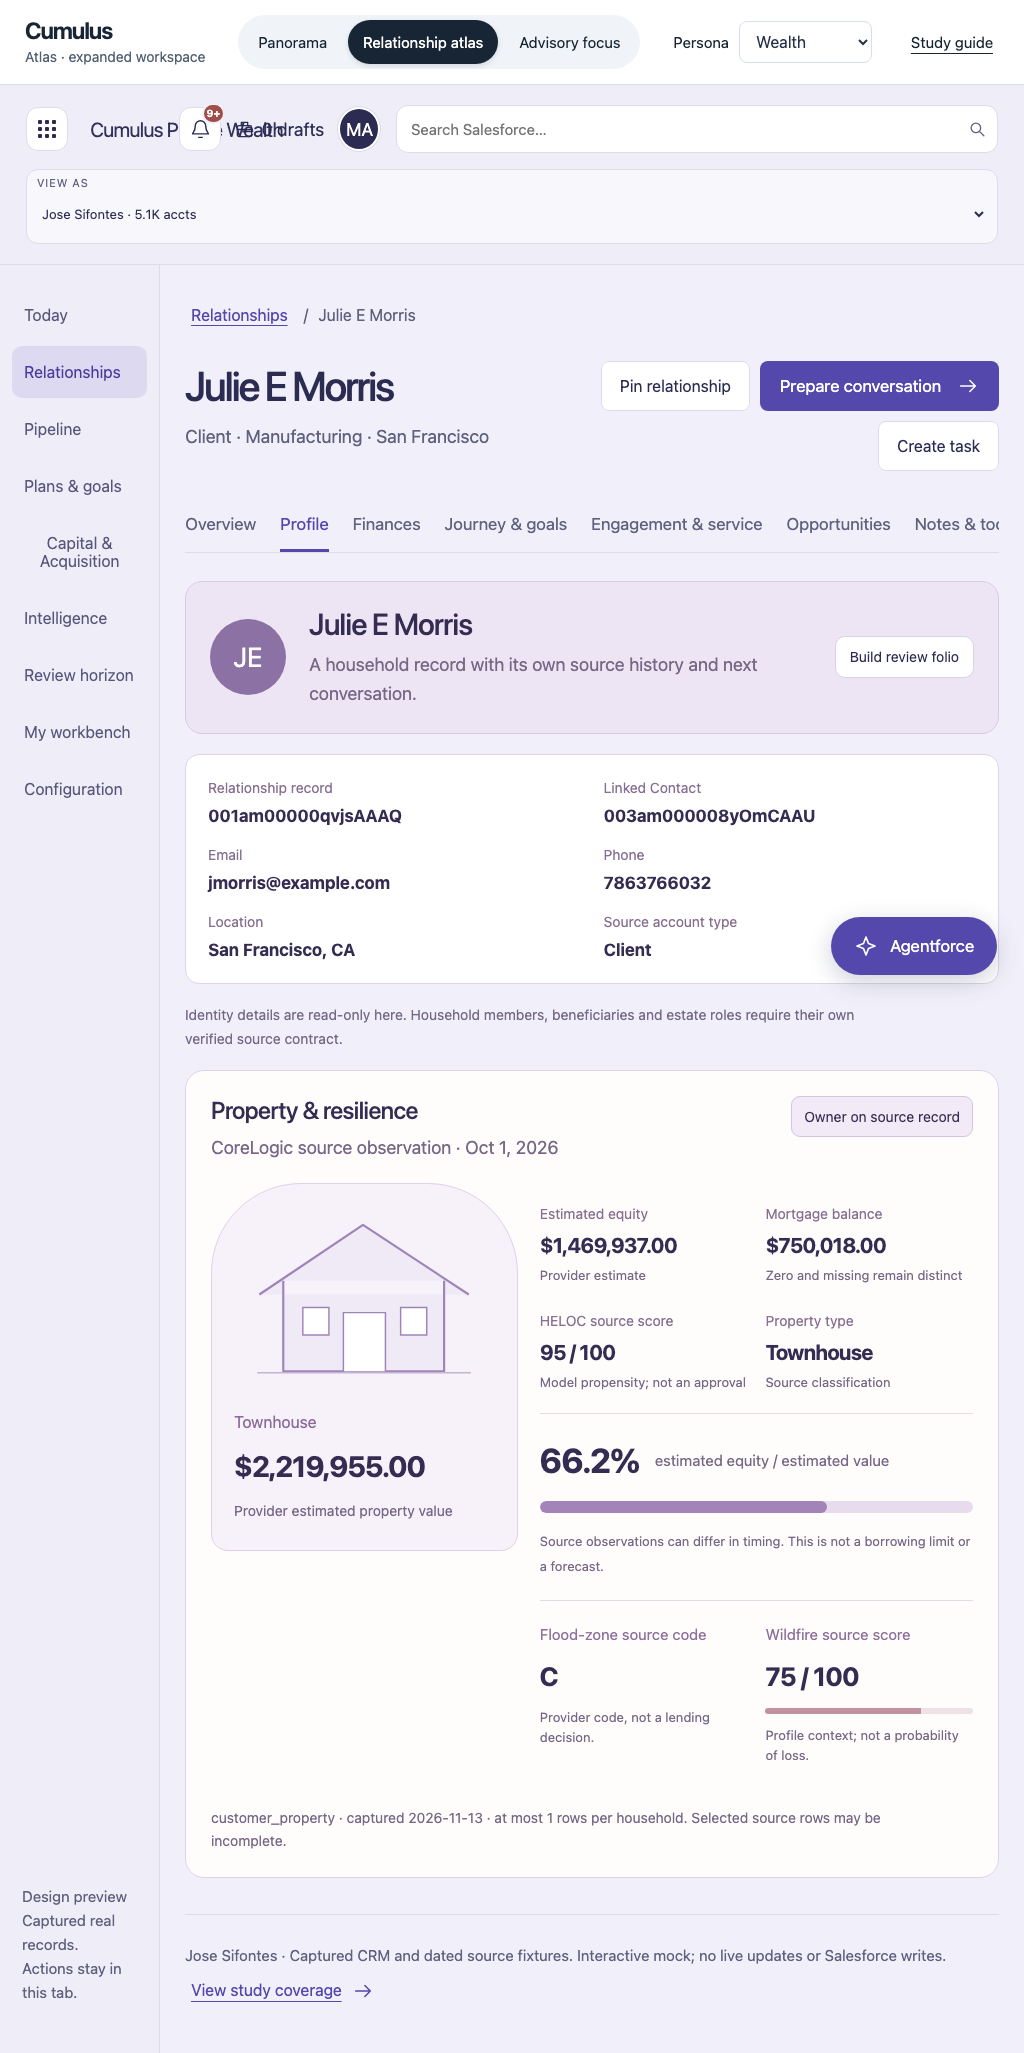 Cumulus
Atlas · expanded workspace
Panorama
Relationship atlas
Advisory focus
Persona
Wealth
Study guide
Cumulus P Wealth
9+
drafts
MA
Search Salesforce...
VIEW AS
Jose Sifontes · 5.1K accts
Today
Relationships
Pipeline
Plans & goals
Capital &
Acquisition
Intelligence
Review horizon
My workbench
Configuration
Relationships / Julie E Morris
Julie E Morris
Client · Manufacturing · San Francisco
Pin relationship
Prepare conversation
Create task
Overview
Profile
Finances
Journey & goals
Engagement & service
Opportunities
Notes & too
JE
Julie E Morris
A household record with its own source history and next
conversation.
Build review folio
Relationship record
001am00000qvjsAAAQ
Linked Contact
003am000008yOmCAAU
Email
jmorris@example.com
Phone
7863766032
Location
San Francisco, CA
Source account type
Client
Agentforce
Identity details are read-only here. Household members, beneficiaries and estate roles require their own
verified source contract.
Property & resilience
CoreLogic source observation · Oct 1, 2026
Owner on source record
Townhouse
$2,219,955.00
Provider estimated property value
Estimated equity
$1,469,937.00
Provider estimate
Mortgage balance
$750,018.00
Zero and missing remain distinct
HELOC source score
95 / 100
Model propensity; not an approval
Property type
Townhouse
Source classification
66.2% estimated equity / estimated value
Source observations can differ in timing. This is not a borrowing limit or
a forecast.
Flood-zone source code
C
Provider code, not a lending
decision.
Wildfire source score
75 / 100
Profile context; not a probability
of loss.
customer_property · captured 2026-11-13 · at most 1 rows per household. Selected source rows may be
incomplete.
Design preview
Captured real
records.
Actions stay in
this tab.
Jose Sifontes · Captured CRM and dated source fixtures. Interactive mock; no live updates or Salesforce writes.
View study coverage